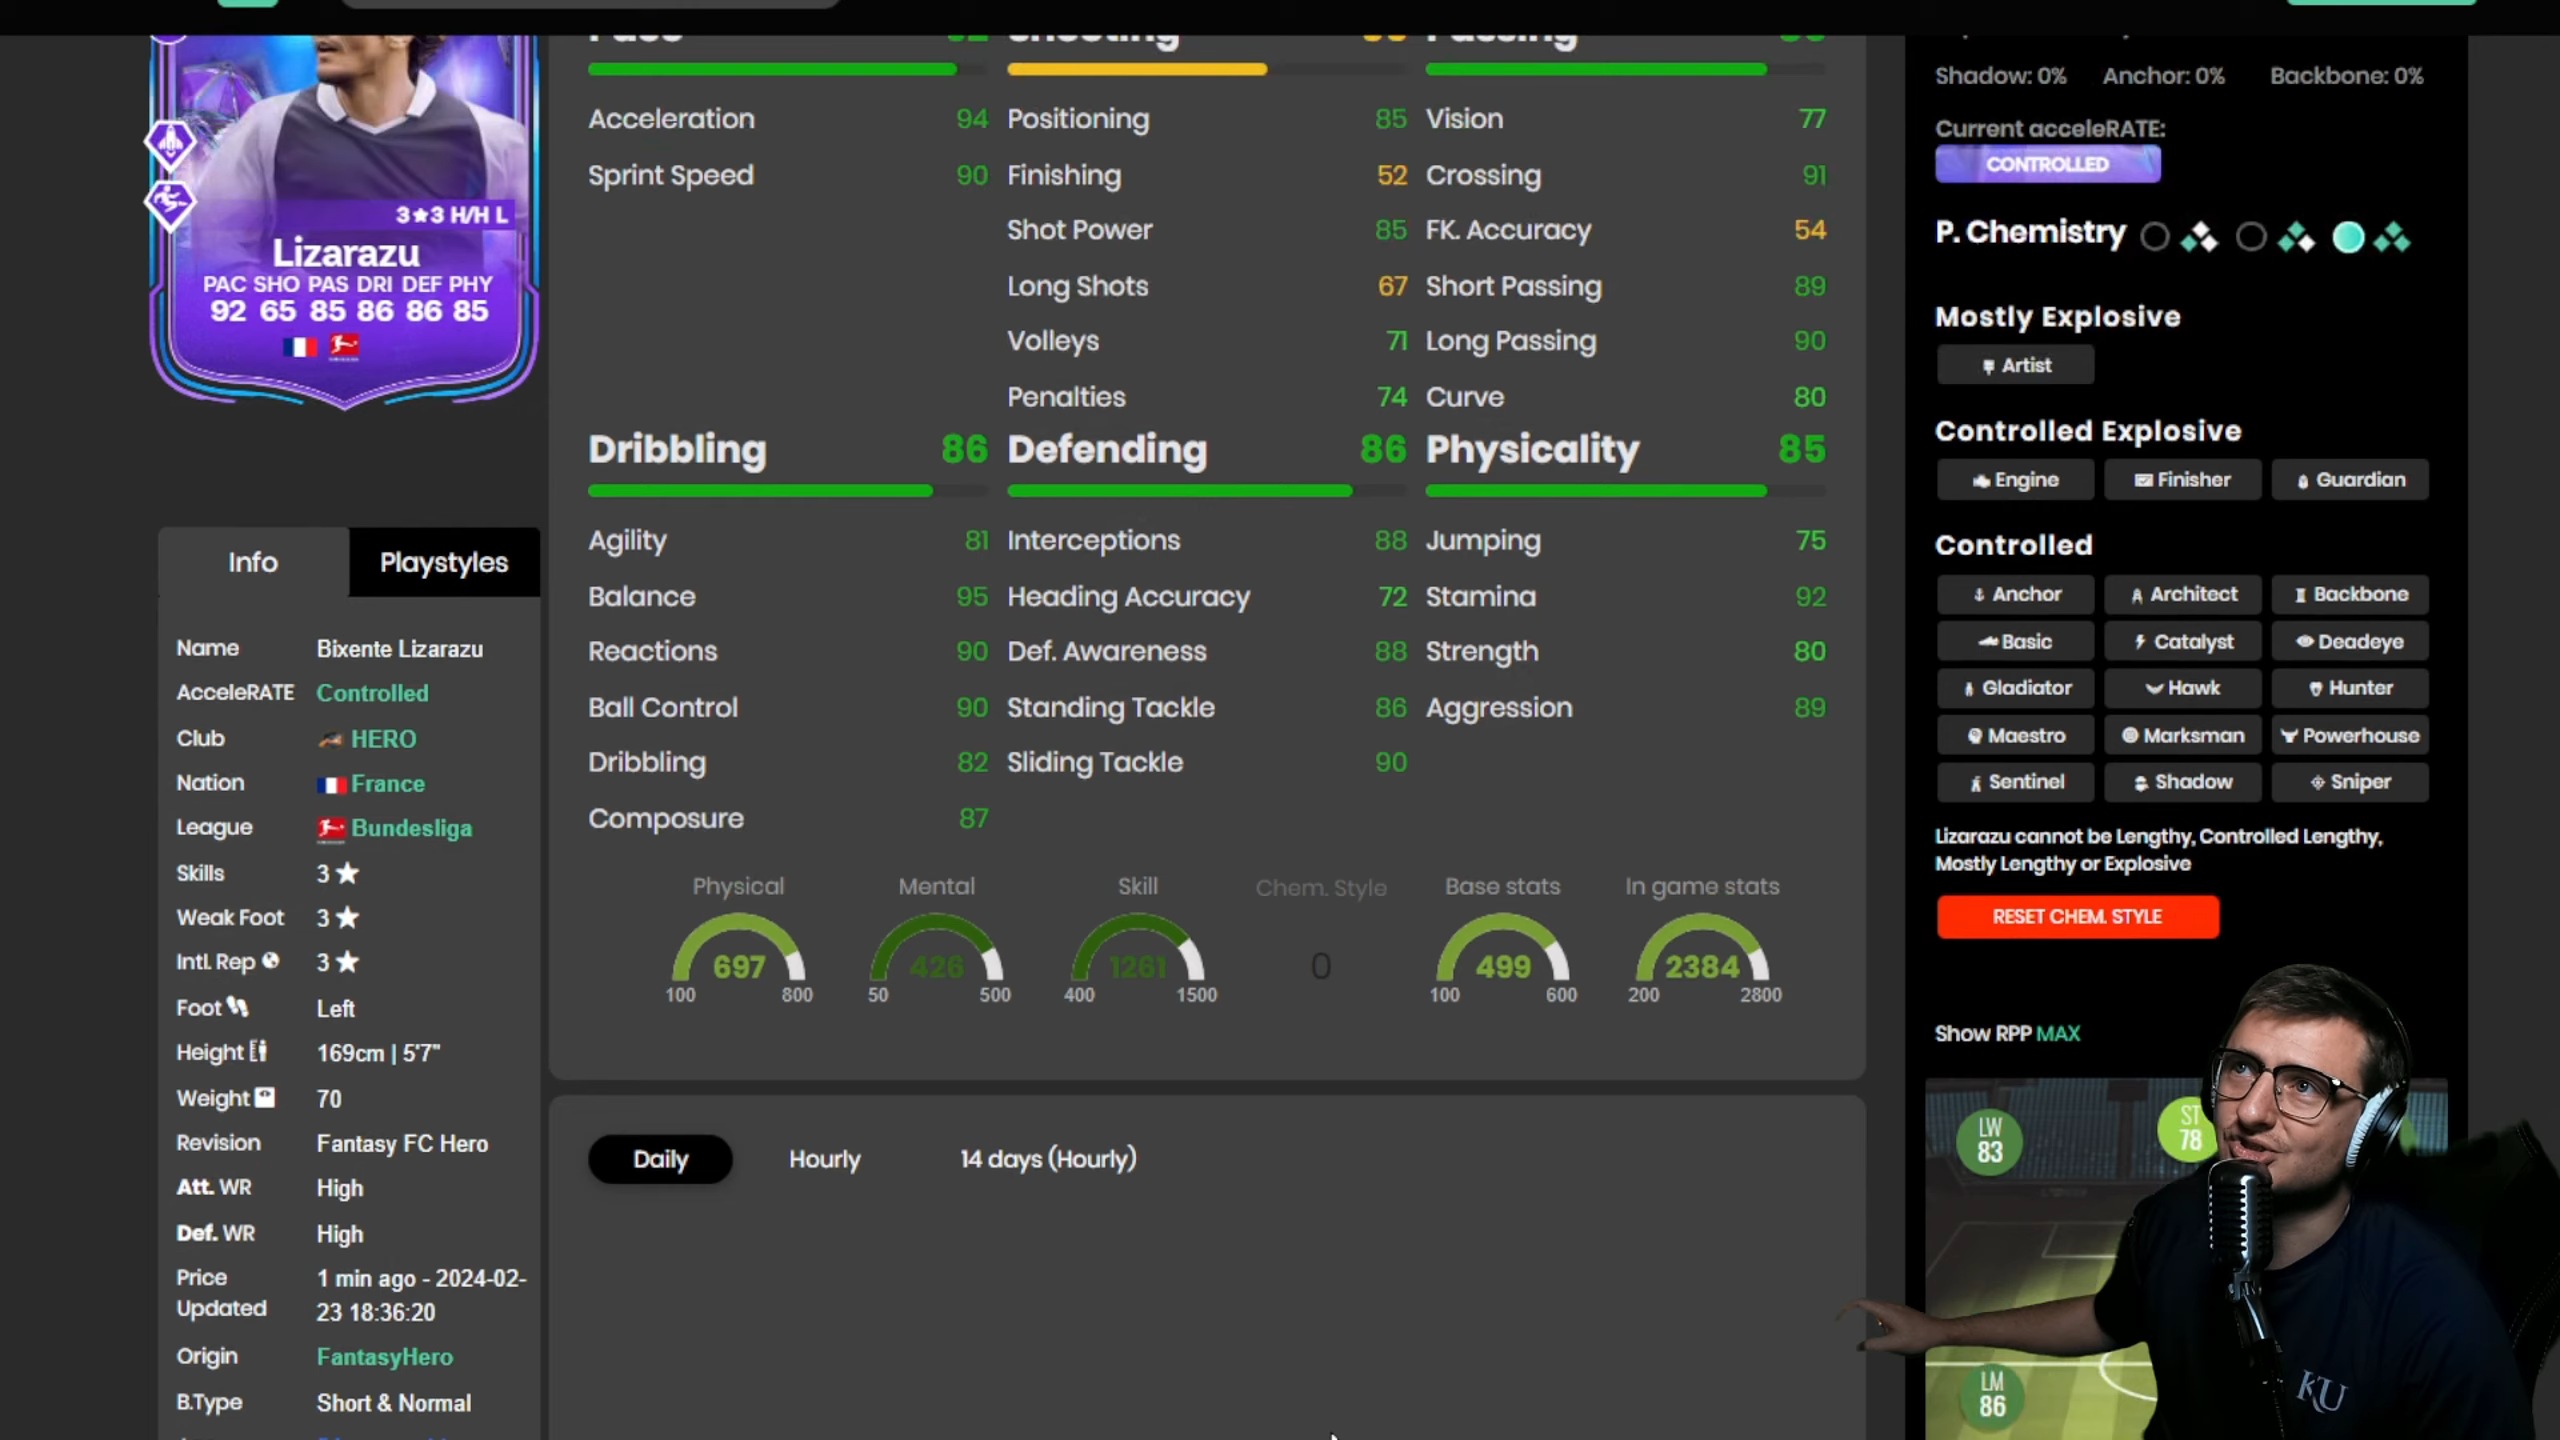 Pace 92 Shooting Passing
Shadow: 0% Anchor: 0% Backbone: 0%
Acceleration 94 Positioning 85 Vision 77
Current acceleRATE:
CONTROLLED
Sprint Speed 90 Finishing 52 Crossing 91
3★3 H/H L
Shot Power 85 FK. Accuracy 54
P. Chemistry
Lizarazu
PAC SHO PAS DRI DEF PHY
92 65 85 86 86 85
Long Shots 67 Short Passing 89
Mostly Explosive
Volleys 71 Long Passing 90
Artist
Penalties 74 Curve 80
Controlled Explosive
Dribbling 86 Defending 86 Physicality 85
Engine Finisher Guardian
Agility 81 Interceptions 88 Jumping 75
Controlled
Info Playstyles
Balance 95 Heading Accuracy 72 Stamina 92
Anchor Architect Backbone
Reactions 90 Def. Awareness 88 Strength 80
Basic Catalyst Deadeye
Name Bixente Lizarazu
AcceleRATE Controlled
Ball Control 90 Standing Tackle 86 Aggression 89
Gladiator Hawk Hunter
Club HERO
Maestro Marksman Powerhouse
Dribbling 82 Sliding Tackle 90
Nation France
Sentinel Shadow Sniper
Composure 87
League Bundesliga
Lizarazu cannot be Lengthy, Controlled Lengthy,
Mostly Lengthy or Explosive
Skills 3 ★
Physical Mental Skill Chem. Style Base stats In game stats
Weak Foot 3 ★
RESET CHEM. STYLE
697 426 1261 0 499 2384
100 800 50 500 400 1500 100 600 200 2800
Intl. Rep 3 ★
Foot Left
Show RPP MAX
Height 169cm | 5'7"
Weight 70
Revision Fantasy FC Hero
Daily Hourly 14 days (Hourly)
LW
83
ST
78
Att. WR High
Def. WR High
Price
Updated
1 min ago - 2024-02-
23 18:36:20
Origin FantasyHero
B.Type Short & Normal
LM
86
KU